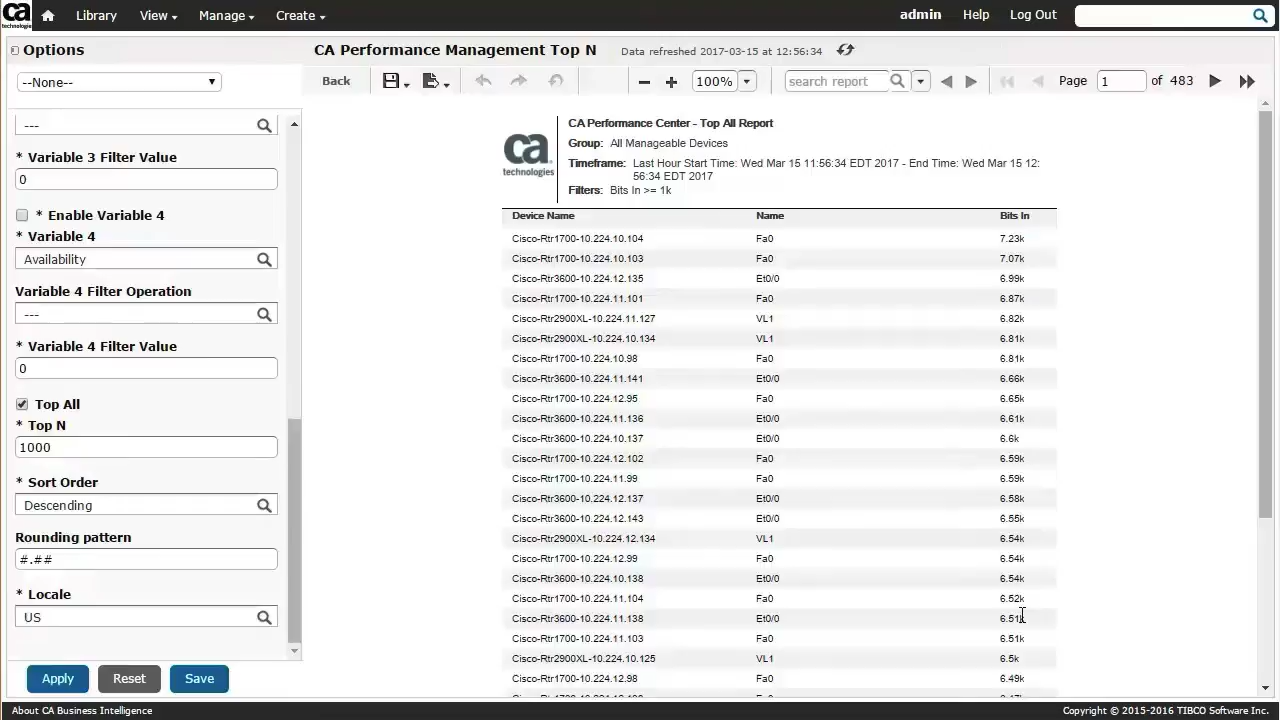 ca
technologies
Library View Manage Create
admin Help Log Out
Options
--None--
---
* Variable 3 Filter Value
0
* Enable Variable 4
* Variable 4
Availability
Variable 4 Filter Operation
---
* Variable 4 Filter Value
0
Top All
* Top N
1000
* Sort Order
Descending
Rounding pattern
#.##
* Locale
US
Apply Reset Save
CA Performance Management Top N Data refreshed 2017-03-15 at 12:56:34
Back 100% search report Page 1 of 483
ca
technologies
CA Performance Center - Top All Report
Group: All Manageable Devices
Timeframe: Last Hour Start Time: Wed Mar 15 11:56:34 EDT 2017 - End Time: Wed Mar 15 12:
56:34 EDT 2017
Filters: Bits In >= 1k
Device Name Name Bits In
Cisco-Rtr1700-10.224.10.104 Fa0 7.23k
Cisco-Rtr1700-10.224.10.103 Fa0 7.07k
Cisco-Rtr3600-10.224.12.135 Et0/0 6.99k
Cisco-Rtr1700-10.224.11.101 Fa0 6.87k
Cisco-Rtr2900XL-10.224.11.127 VL1 6.82k
Cisco-Rtr2900XL-10.224.10.134 VL1 6.81k
Cisco-Rtr1700-10.224.10.98 Fa0 6.81k
Cisco-Rtr3600-10.224.11.141 Et0/0 6.66k
Cisco-Rtr1700-10.224.12.95 Fa0 6.65k
Cisco-Rtr3600-10.224.11.136 Et0/0 6.61k
Cisco-Rtr3600-10.224.10.137 Et0/0 6.6k
Cisco-Rtr1700-10.224.12.102 Fa0 6.59k
Cisco-Rtr1700-10.224.11.99 Fa0 6.59k
Cisco-Rtr3600-10.224.12.137 Et0/0 6.58k
Cisco-Rtr3600-10.224.12.143 Et0/0 6.55k
Cisco-Rtr2900XL-10.224.12.134 VL1 6.54k
Cisco-Rtr1700-10.224.12.99 Fa0 6.54k
Cisco-Rtr3600-10.224.10.138 Et0/0 6.54k
Cisco-Rtr1700-10.224.11.104 Fa0 6.52k
Cisco-Rtr3600-10.224.11.138 Et0/0 6.51k
Cisco-Rtr1700-10.224.11.103 Fa0 6.51k
Cisco-Rtr2900XL-10.224.10.125 VL1 6.5k
Cisco-Rtr1700-10.224.12.98 Fa0 6.49k
About CA Business Intelligence Copyright © 2015-2016 TIBCO Software Inc.